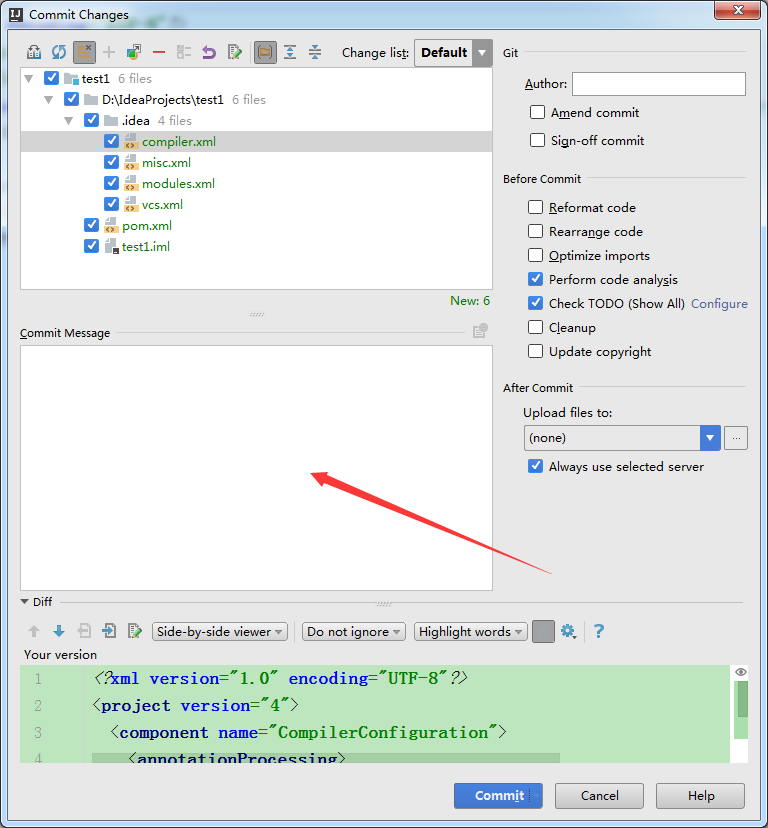 Commit Changes
Change list: Default
test1 6 files
D:\IdeaProjects\test1 6 files
.idea 4 files
compiler.xml
misc.xml
modules.xml
vcs.xml
pom.xml
test1.iml
New: 6
Commit Message
Git
Author:
Amend commit
Sign-off commit
Before Commit
Reformat code
Rearrange code
Optimize imports
Perform code analysis
Check TODO (Show All) Configure
Cleanup
Update copyright
After Commit
Upload files to:
(none) ...
Always use selected server
Diff
Side-by-side viewer Do not ignore Highlight words ?
Your version
1 <?xml version="1.0" encoding="UTF-8"?>
2 <project version="4">
3 <component name="CompilerConfiguration">
4 <annotationProcessing>
Commit Cancel Help